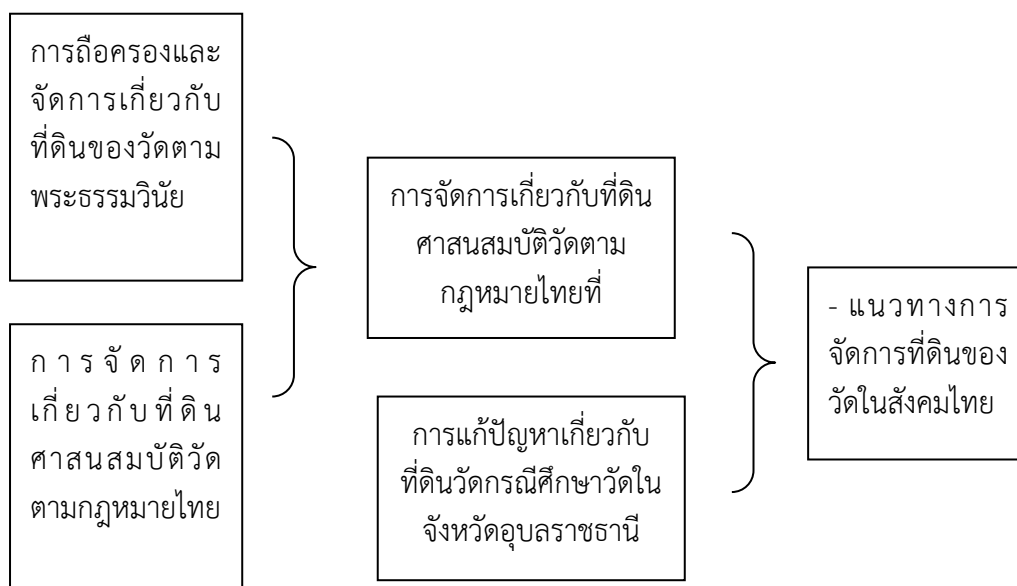 การถือครองและ
จัดการเกี่ยวกับ
ที่ดินของวัดตาม
พระธรรมวินัย
การจัดการ
เกี่ยวกับที่ดิน
ศาสนสมบัติวัด
ตามกฎหมายไทย
การจัดการเกี่ยวกับที่ดิน
ศาสนสมบัติวัดตาม
กฎหมายไทยที่
การแก้ปัญหาเกี่ยวกับ
ที่ดินวัดกรณีศึกษาวัดใน
จังหวัดอุบลราชธานี
- แนวทางการ
จัดการที่ดินของ
วัดในสังคมไทย